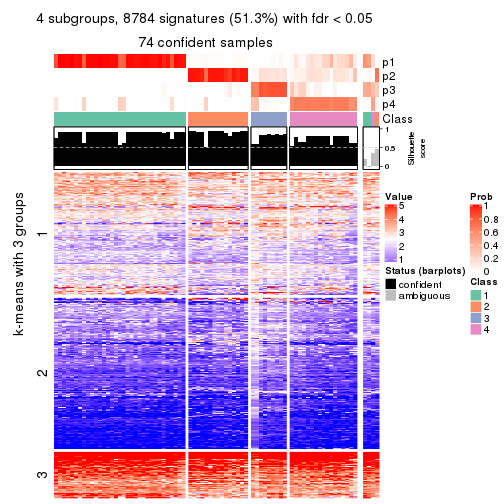 4 subgroups, 8784 signatures (51.3%) with fdr < 0.05
74 confident samples
p1
p2
p3
p4
Class
1
0.5
0
Silhouette
score
k-means with 3 groups
1
2
3
Value
5
4
3
2
1
Status (barplots)
confident
ambiguous
Prob
1
0.8
0.6
0.4
0.2
0
Class
1
2
3
4